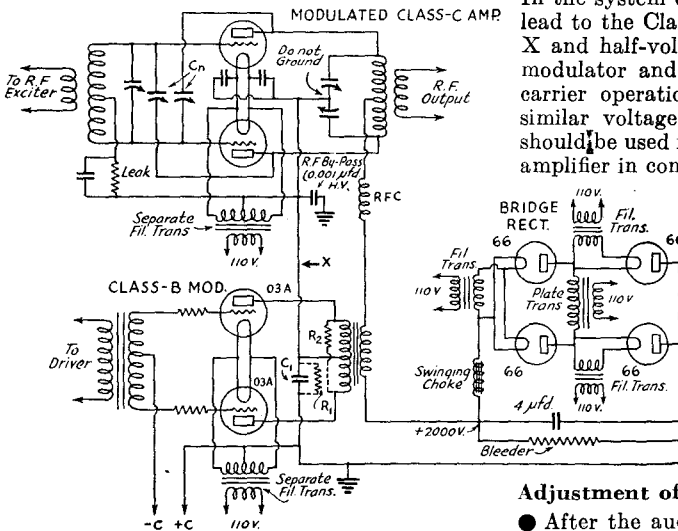 MODULATED CLASS-C AMP.
To R.F.
Exciter
Cn
Do not
Ground
R.F.
Output
Leak
R.F. By-Pass
(0.001 µfd.
H.V.
RFC
Separate
Fil. Trans
110 V.
X
CLASS-B MOD.
03A
To
Driver
R2
C1
R1
03A
Separate
Fil. Trans.
-C +C
110 V.
lead to the Cla
X and half-vol
modulator and
carrier operatio
similar voltage
should be used
amplifier in con
BRIDGE
RECT.
110 V.
Fil.
Trans.
66
Fil.
Trans
110 V
Plate
Trans
110 V
66
66
Swinging
Choke
Fil. Trans.
110 V.
4 µfd.
+2000 V.
Bleeder
Adjustment of
● After the au